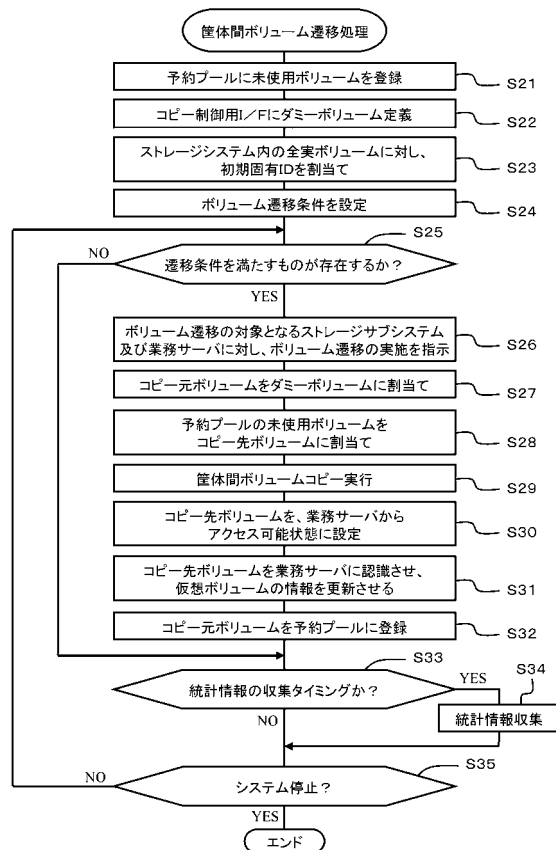 筐体間ボリューム遷移処理
予約プールに未使用ボリュームを登録
S21
コピー制御用I/Fにダミーボリューム定義
S22
ストレージシステム内の全実ボリュームに対し、
初期固有IDを割当て
S23
ボリューム遷移条件を設定
S24
S25
NO
遷移条件を満たすものが存在するか?
YES
ボリューム遷移の対象となるストレージサブシステム
及び業務サーバに対し、ボリューム遷移の実施を指示
S26
コピー元ボリュームをダミーボリュームに割当て
S27
予約プールの未使用ボリュームを
コピー先ボリュームに割当て
S28
筐体間ボリュームコピー実行
S29
コピー先ボリュームを、業務サーバから
アクセス可能状態に設定
S30
コピー先ボリュームを業務サーバに認識させ、
仮想ボリュームの情報を更新させる
S31
コピー元ボリュームを予約プールに登録
S32
S33
統計情報の収集タイミングか?
YES
S34
統計情報収集
NO
S35
NO
システム停止?
YES
エンド